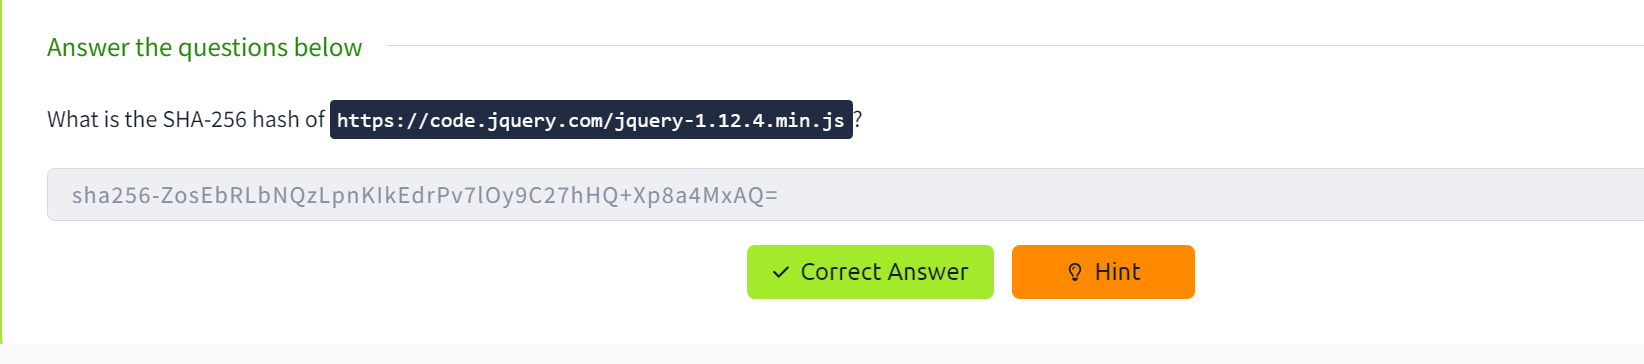 Answer the questions below
What is the SHA-256 hash of https://code.jquery.com/jquery-1.12.4.min.js?
sha256-ZosEbRLbNQzLpnKIkEdrPv7lOy9C27hHQ+Xp8a4MxAQ=
Correct Answer
Hint